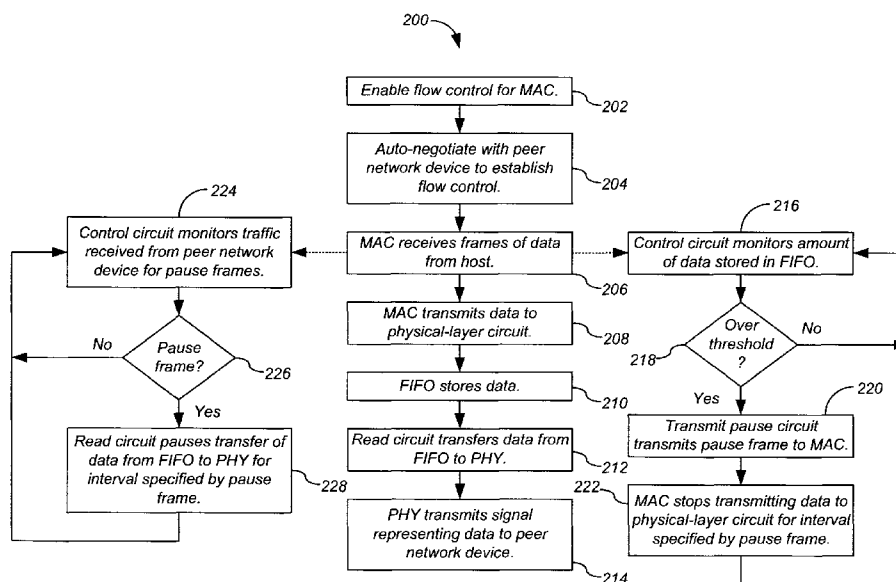 200
Enable flow control for MAC.
202
Auto-negotiate with peer
network device to establish
flow control.
204
224
Control circuit monitors traffic
received from peer network
device for pause frames.
MAC receives frames of data
from host.
206
216
Control circuit monitors amount
of data stored in FIFO.
MAC transmits data to
physical-layer circuit.
208
No
Pause
frame?
226
Yes
218
Over
threshold
?
No
Yes
FIFO stores data.
210
220
Transmit pause circuit
transmits pause frame to MAC.
Read circuit pauses transfer of
data from FIFO to PHY for
interval specified by pause
frame.
228
Read circuit transfers data from
FIFO to PHY.
212
222
MAC stops transmitting data to
physical-layer circuit for interval
specified by pause frame.
PHY transmits signal
representing data to peer
network device.
214